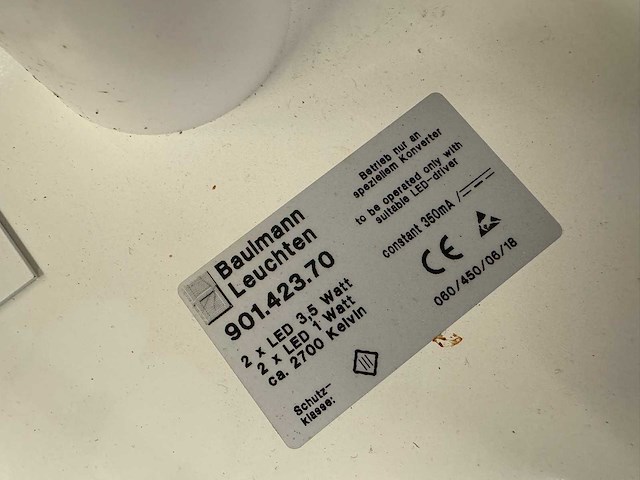 Baulmann
Leuchten
901.423.70
2 x LED 3,5 Watt
2 x LED 1 Watt
ca. 2700 Kelvin
Schutz-
klasse:
Betrieb nur an
speziellem Konverter
to be operated only with
suitable LED-driver
constant 350mA /
CE
060/450/06/18